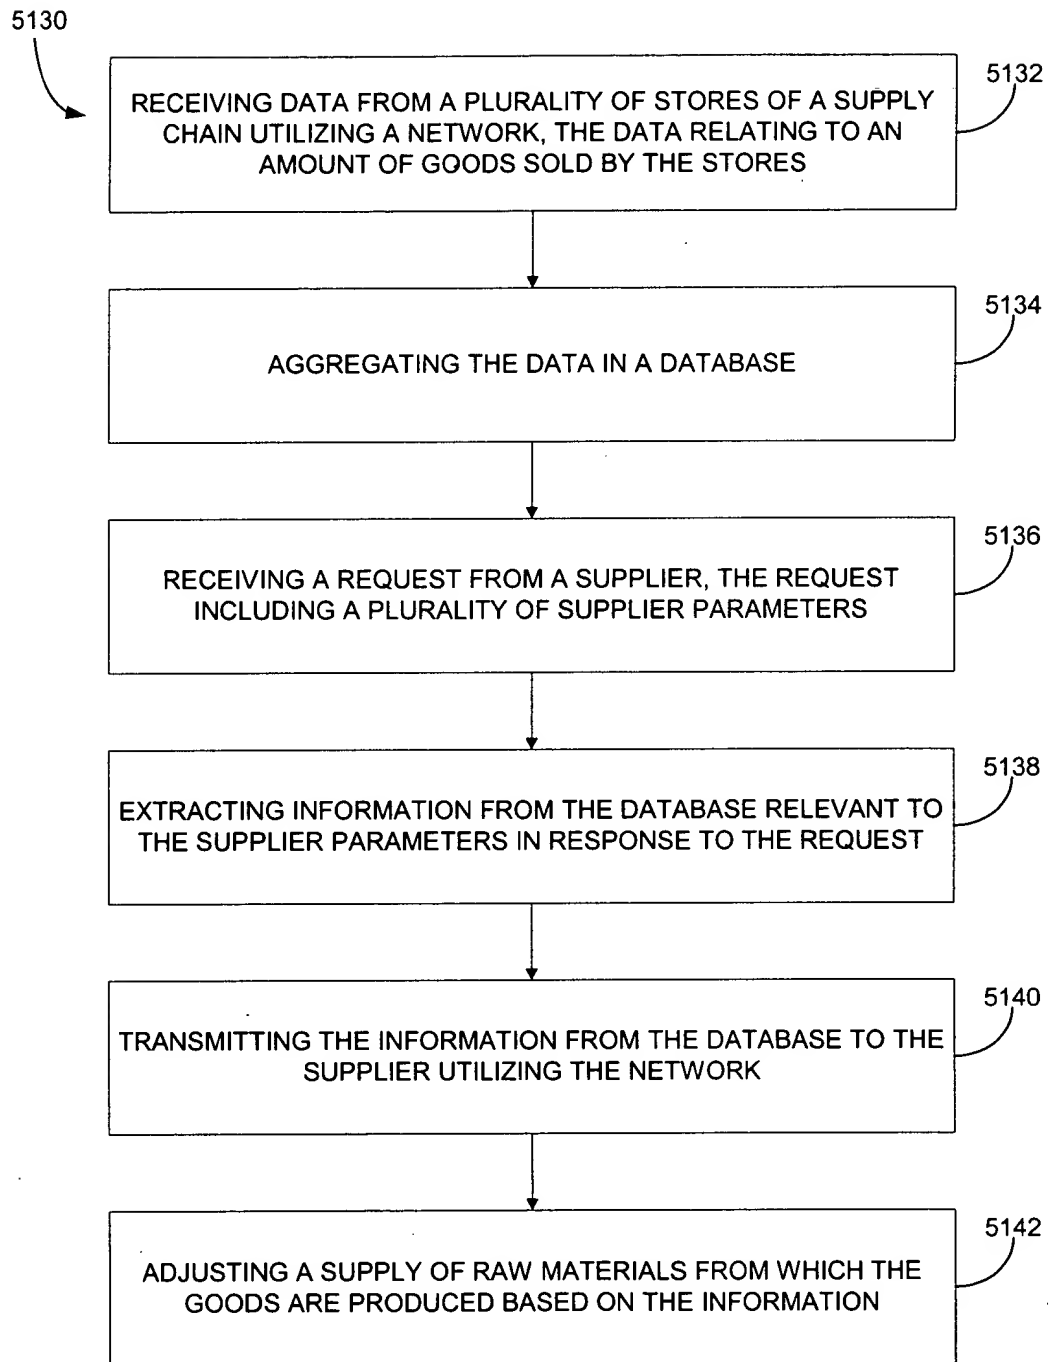 5130
5132
RECEIVING DATA FROM A PLURALITY OF STORES OF A SUPPLY
CHAIN UTILIZING A NETWORK, THE DATA RELATING TO AN
AMOUNT OF GOODS SOLD BY THE STORES
5134
AGGREGATING THE DATA IN A DATABASE
5136
RECEIVING A REQUEST FROM A SUPPLIER, THE REQUEST
INCLUDING A PLURALITY OF SUPPLIER PARAMETERS
5138
EXTRACTING INFORMATION FROM THE DATABASE RELEVANT TO
THE SUPPLIER PARAMETERS IN RESPONSE TO THE REQUEST
5140
TRANSMITTING THE INFORMATION FROM THE DATABASE TO THE
SUPPLIER UTILIZING THE NETWORK
5142
ADJUSTING A SUPPLY OF RAW MATERIALS FROM WHICH THE
GOODS ARE PRODUCED BASED ON THE INFORMATION